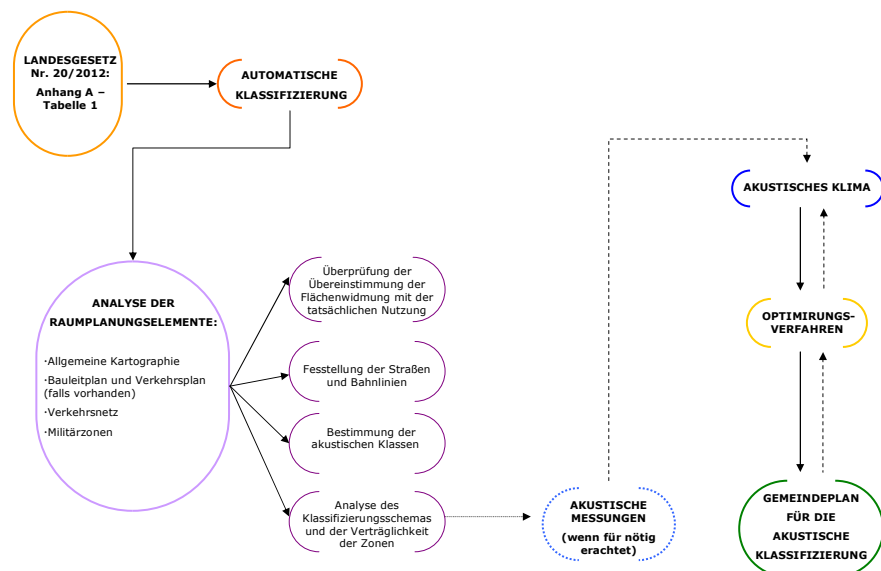 LANDESGESETZ
Nr. 20/2012:
Anhang A –
Tabelle 1
AUTOMATISCHE
KLASSIFIZIERUNG
AKUSTISCHES KLIMA
ANALYSE DER
RAUMPLANUNGSELEMENTE:
·Allgemeine Kartographie
·Bauleitplan und Verkehrsplan
(falls vorhanden)
·Verkehrsnetz
·Militärzonen
Überprüfung der
Übereinstimmung der
Flächenwidmung mit der
tatsächlichen Nutzung
Fesstellung der Straßen
und Bahnlinien
Bestimmung der
akustischen Klassen
Analyse des
Klassifizierungsschemas
und der Verträglichkeit
der Zonen
AKUSTISCHE
MESSUNGEN
(wenn für nötig
erachtet)
OPTIMIRUNGS-
VERFAHREN
GEMEINDEPLAN
FÜR DIE
AKUSTISCHE
KLASSIFIZIERUNG